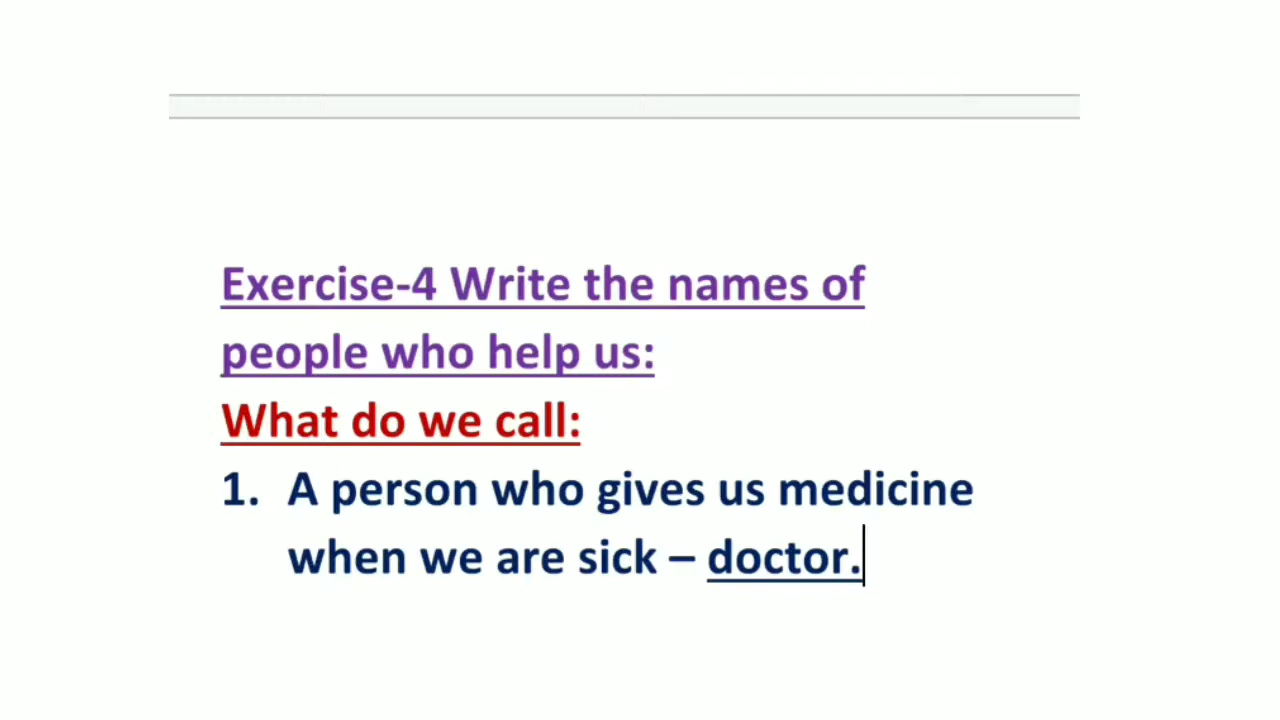 Exercise-4 Write the names of
people who help us:
What do we call:
1. A person who gives us medicine
when we are sick – doctor.